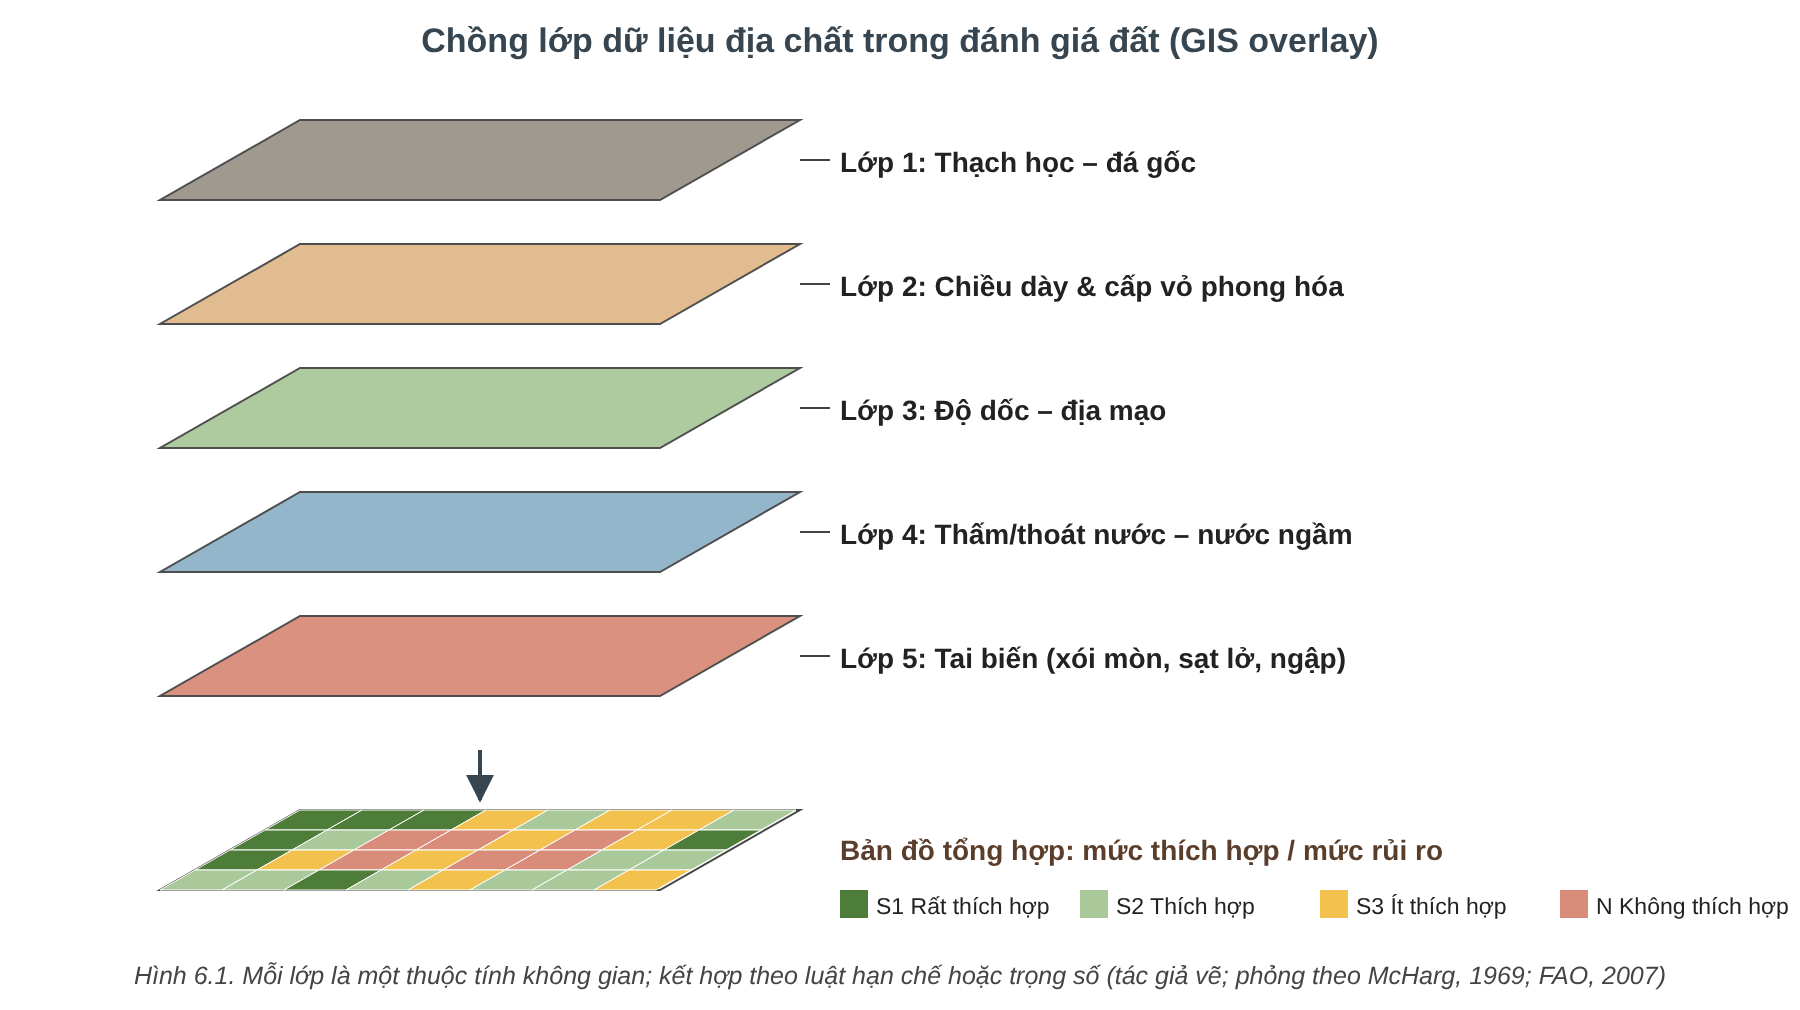 Chồng lớp dữ liệu địa chất trong đánh giá đất (GIS overlay)
Lớp 1: Thạch học – đá gốc
Lớp 2: Chiều dày & cấp vỏ phong hóa
Lớp 3: Độ dốc – địa mạo
Lớp 4: Thấm/thoát nước – nước ngầm
Lớp 5: Tai biến (xói mòn, sạt lở, ngập)
Bản đồ tổng hợp: mức thích hợp / mức rủi ro
S1 Rất thích hợp S2 Thích hợp S3 Ít thích hợp N Không thích hợp
Hình 6.1. Mỗi lớp là một thuộc tính không gian; kết hợp theo luật hạn chế hoặc trọng số (tác giả vẽ; phỏng theo McHarg, 1969; FAO, 2007)